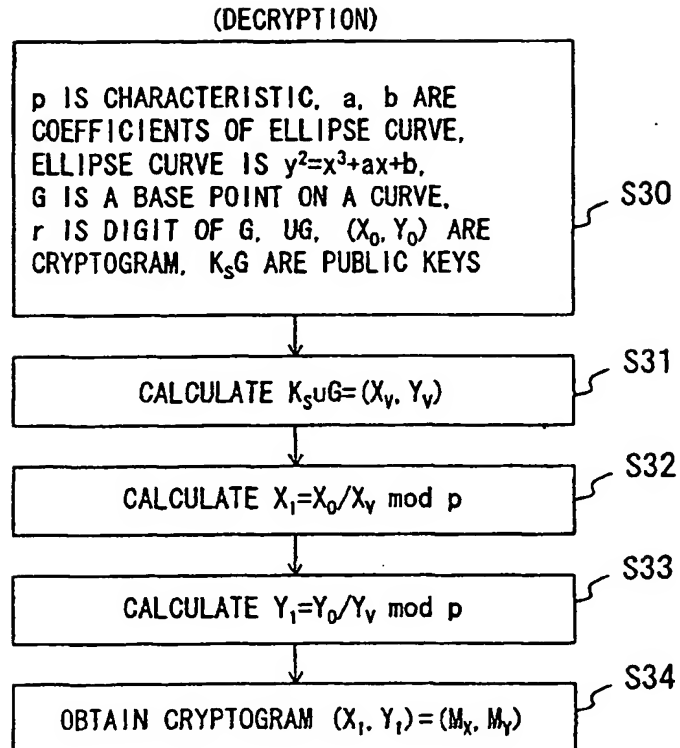 (DECRYPTION)
p IS CHARACTERISTIC, a, b ARE
COEFFICIENTS OF ELLIPSE CURVE,
ELLIPSE CURVE IS y²=x³+ax+b,
G IS A BASE POINT ON A CURVE,
r IS DIGIT OF G, UG, (X₀, Y₀) ARE
CRYPTOGRAM, KₛG ARE PUBLIC KEYS
S30
CALCULATE KₛuG=(Xᵥ, Yᵥ)
S31
CALCULATE X₁=X₀/Xᵥ mod p
S32
CALCULATE Y₁=Y₀/Yᵥ mod p
S33
OBTAIN CRYPTOGRAM (X₁, Y₁)=(Mₓ, Mᵧ)
S34